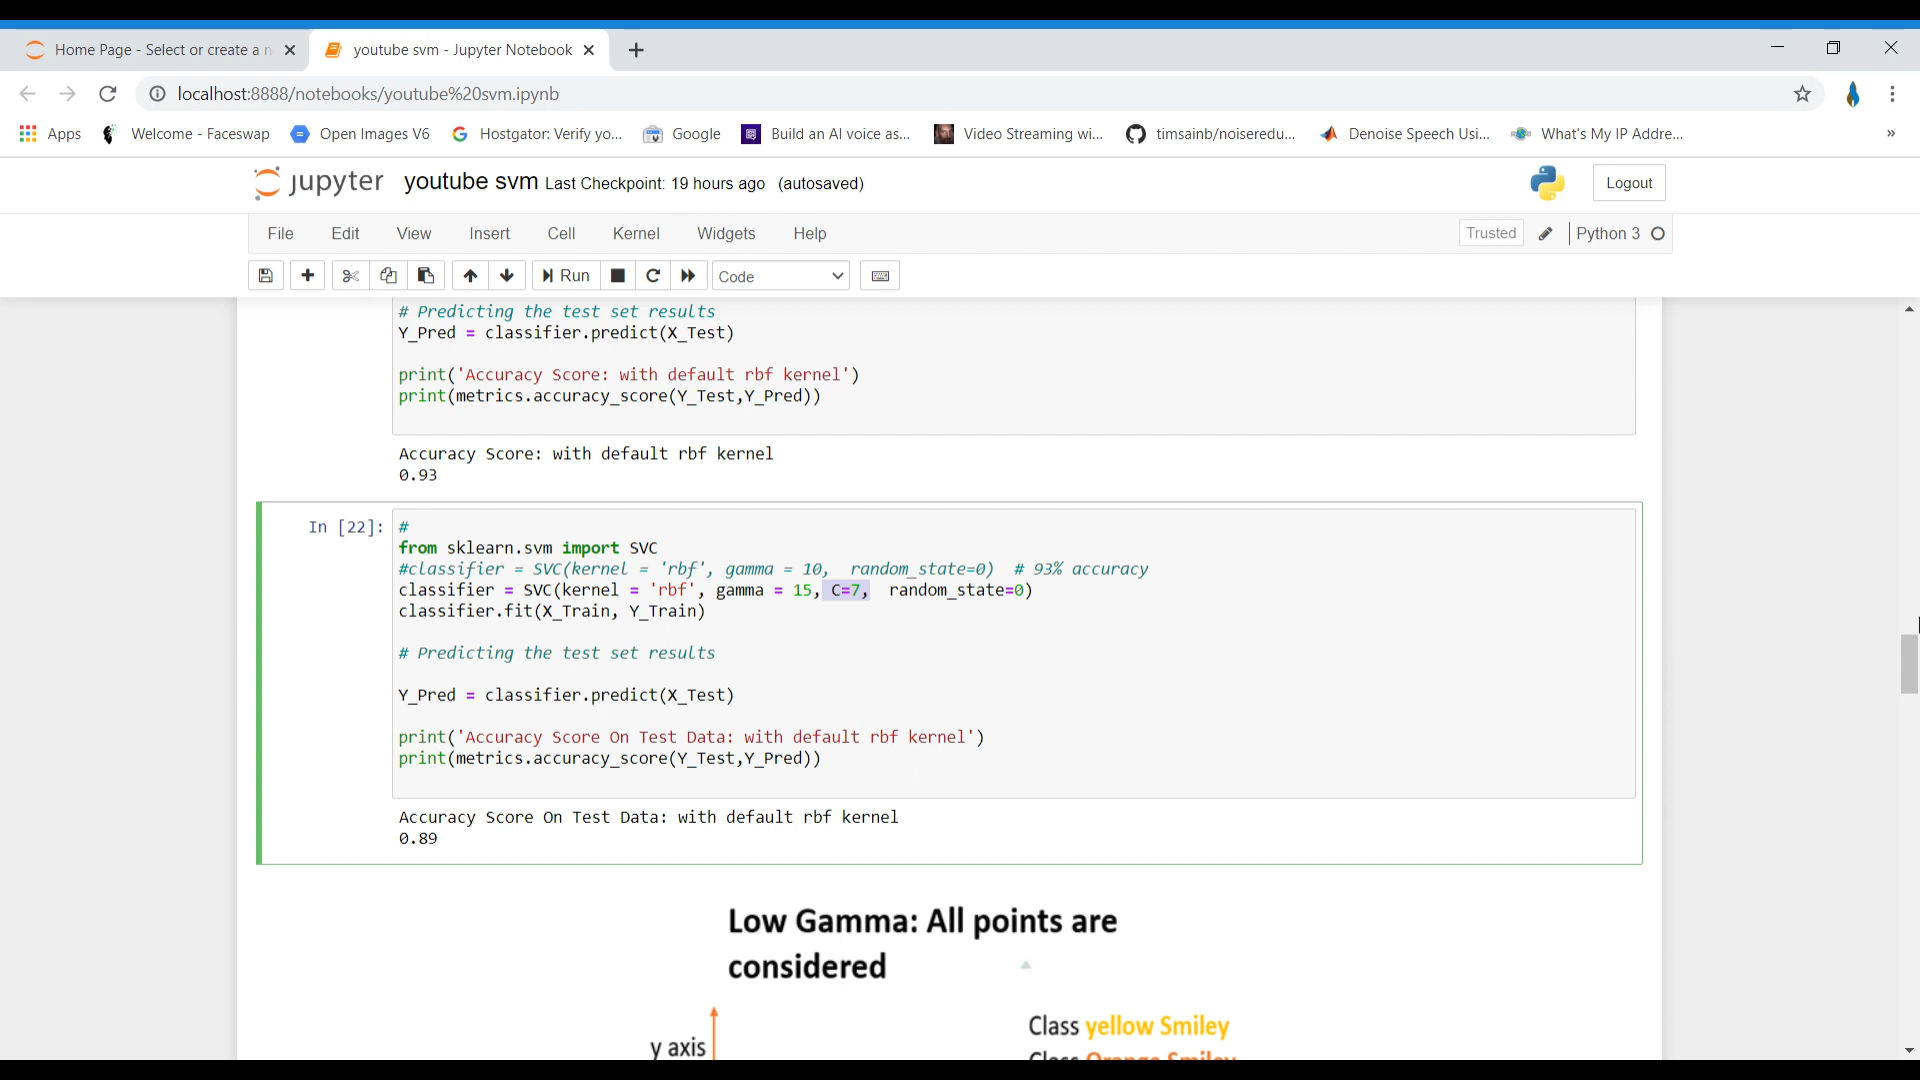 Home Page - Select or create a n
youtube svm - Jupyter Notebook
localhost:8888/notebooks/youtube%20svm.ipynb
Apps Welcome - Faceswap Open Images V6 Hostgator: Verify yo... Google Build an AI voice as... Video Streaming wi... timsainb/noiseredu... Denoise Speech Usi... What's My IP Addre... »
jupyter youtube svm Last Checkpoint: 19 hours ago (autosaved) Logout
File Edit View Insert Cell Kernel Widgets Help Trusted Python 3
Run Code
# Predicting the test set results
Y_Pred = classifier.predict(X_Test)
print('Accuracy Score: with default rbf kernel')
print(metrics.accuracy_score(Y_Test,Y_Pred))
Accuracy Score: with default rbf kernel
0.93
In [22]: #
from sklearn.svm import SVC
#classifier = SVC(kernel = 'rbf', gamma = 10,  random_state=0)  # 93% accuracy
classifier = SVC(kernel = 'rbf', gamma = 15, C=7,  random_state=0)
classifier.fit(X_Train, Y_Train)
# Predicting the test set results
Y_Pred = classifier.predict(X_Test)
print('Accuracy Score On Test Data: with default rbf kernel')
print(metrics.accuracy_score(Y_Test,Y_Pred))
Accuracy Score On Test Data: with default rbf kernel
0.89
Low Gamma: All points are
considered
Class yellow Smiley
y axis
Class Orange Smiley